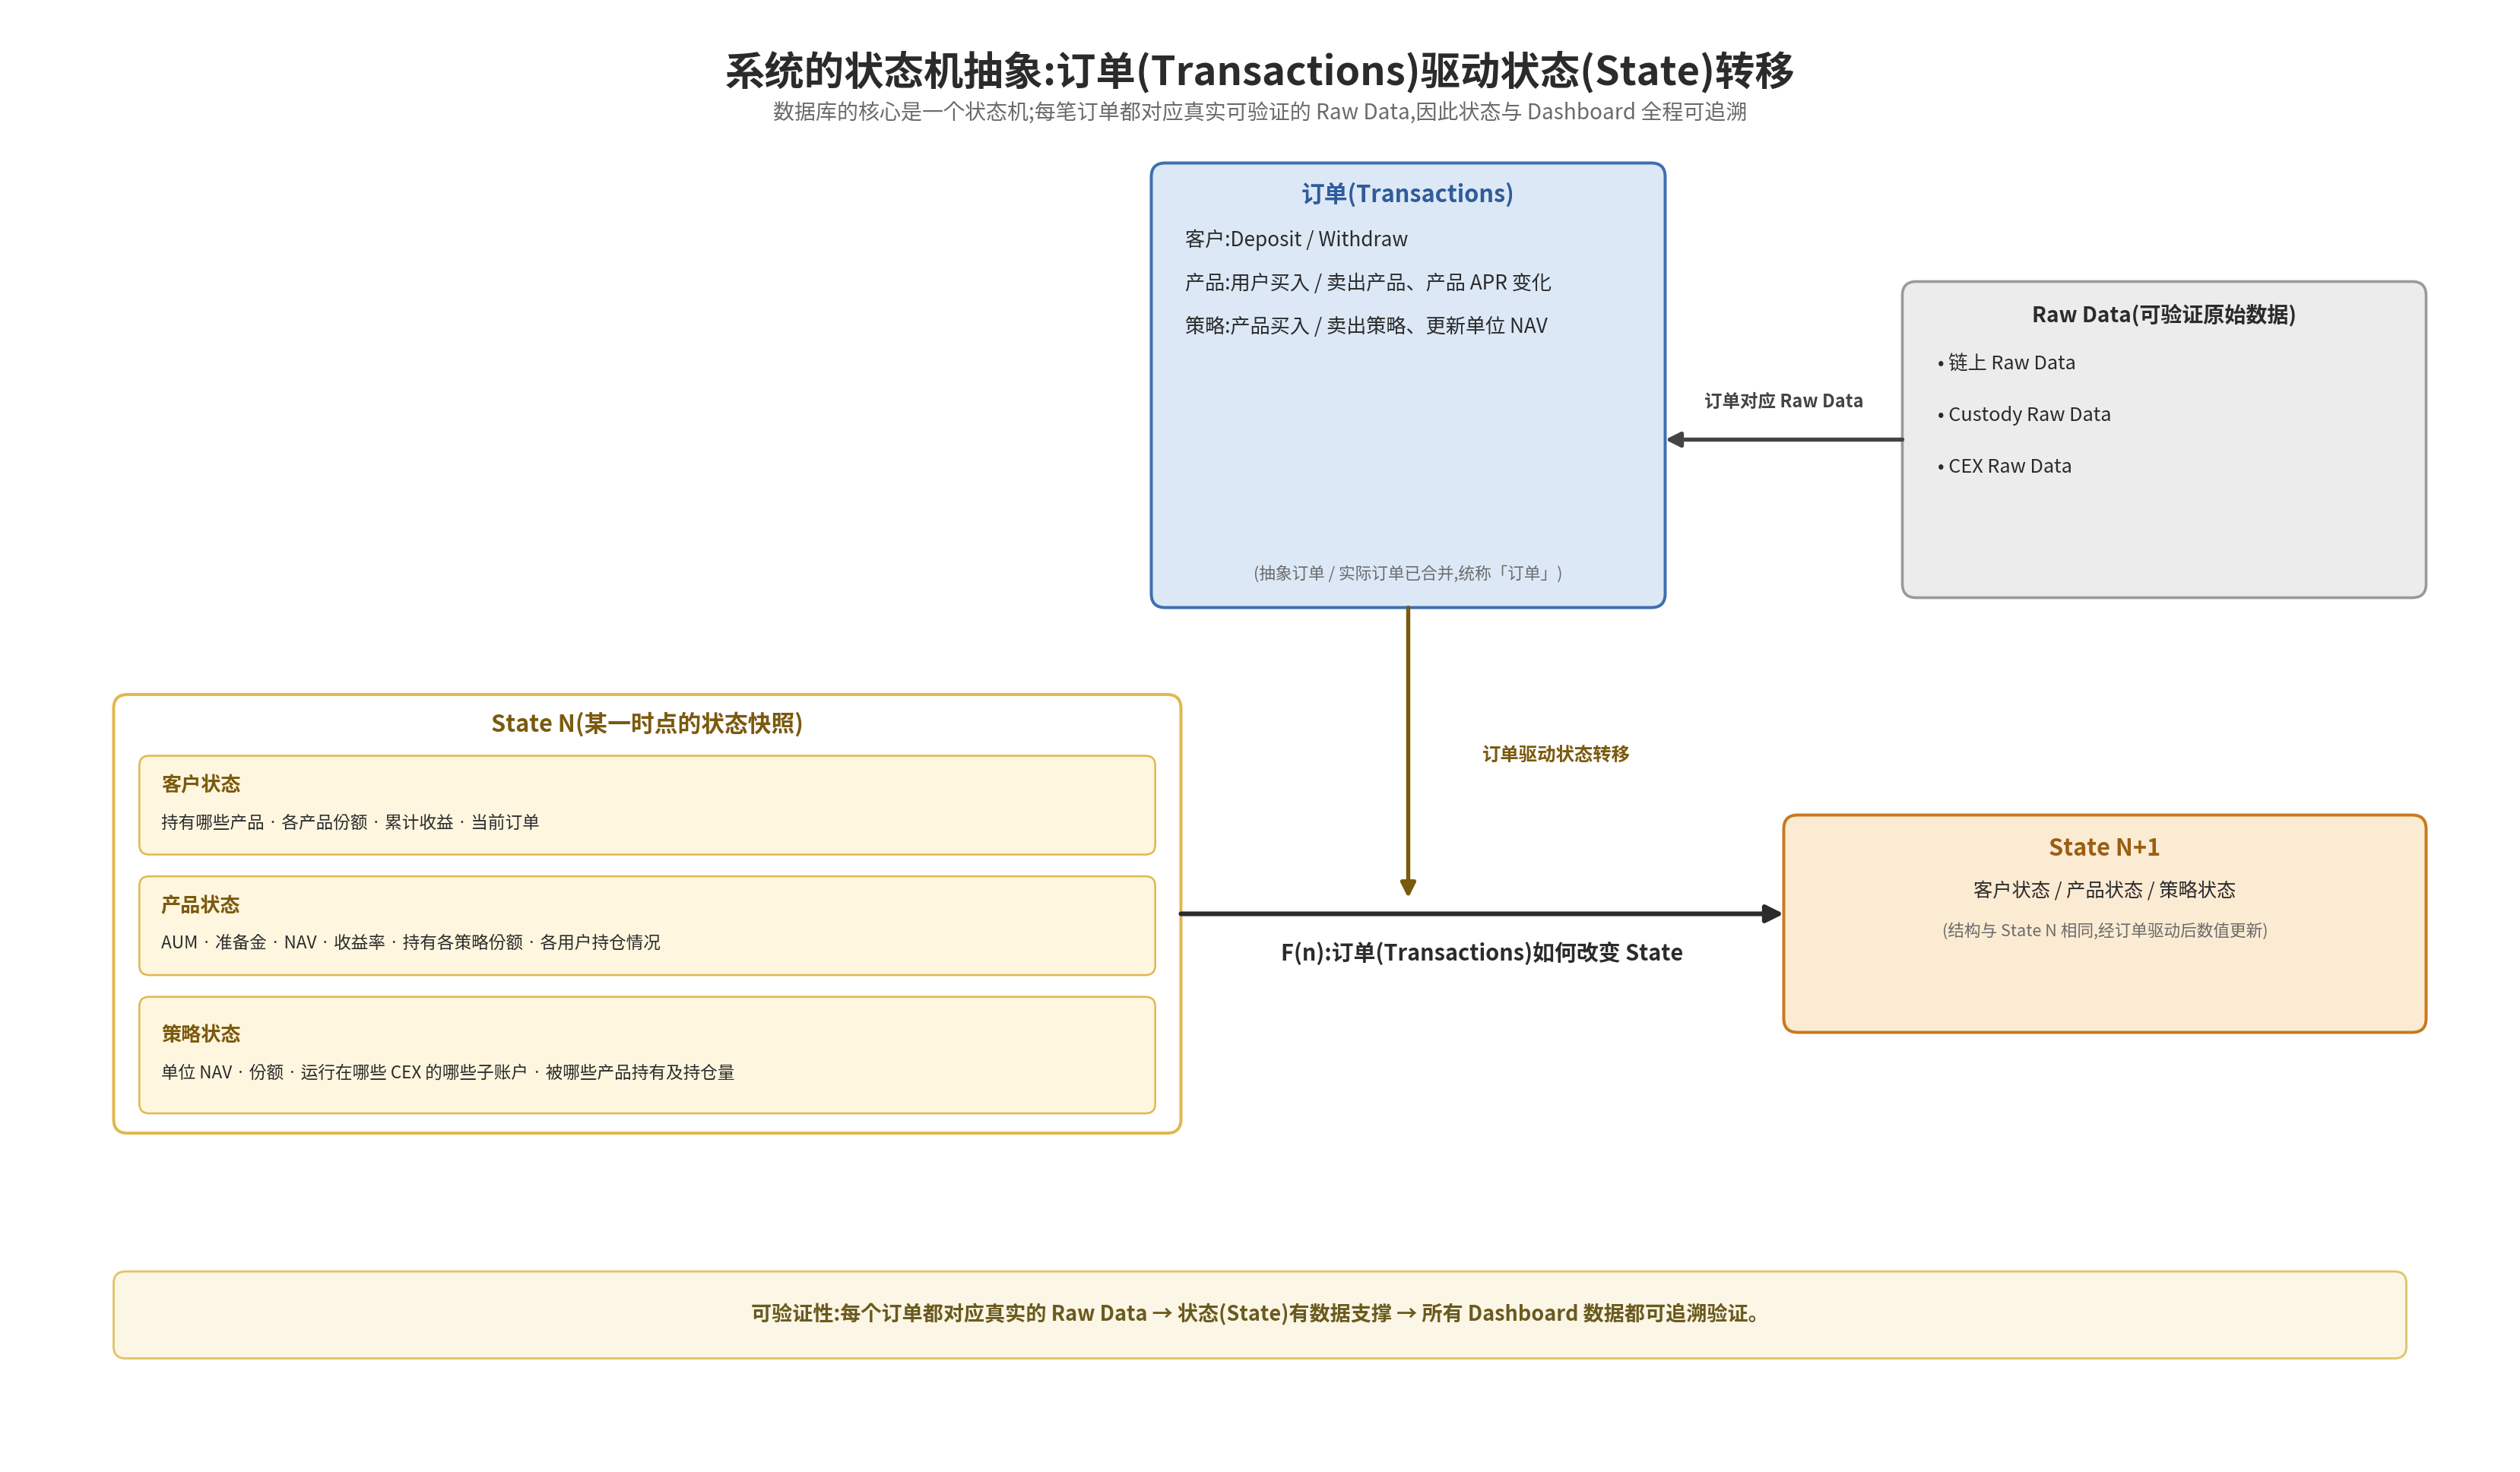 系统的状态机抽象:订单(Transactions)驱动状态(State)转移
数据库的核心是一个状态机;每笔订单都对应真实可验证的 Raw Data,因此状态与 Dashboard 全程可追溯
订单(Transactions)
客户:Deposit / Withdraw
产品:用户买入 / 卖出产品、产品 APR 变化
策略:产品买入 / 卖出策略、更新单位 NAV
(抽象订单 / 实际订单已合并,统称「订单」)
订单对应 Raw Data
Raw Data(可验证原始数据)
• 链上 Raw Data
• Custody Raw Data
• CEX Raw Data
State N(某一时点的状态快照)
客户状态
持有哪些产品 · 各产品份额 · 累计收益 · 当前订单
产品状态
AUM · 准备金 · NAV · 收益率 · 持有各策略份额 · 各用户持仓情况
策略状态
单位 NAV · 份额 · 运行在哪些 CEX 的哪些子账户 · 被哪些产品持有及持仓量
订单驱动状态转移
F(n):订单(Transactions)如何改变 State
State N+1
客户状态 / 产品状态 / 策略状态
(结构与 State N 相同,经订单驱动后数值更新)
可验证性:每个订单都对应真实的 Raw Data → 状态(State)有数据支撑 → 所有 Dashboard 数据都可追溯验证。